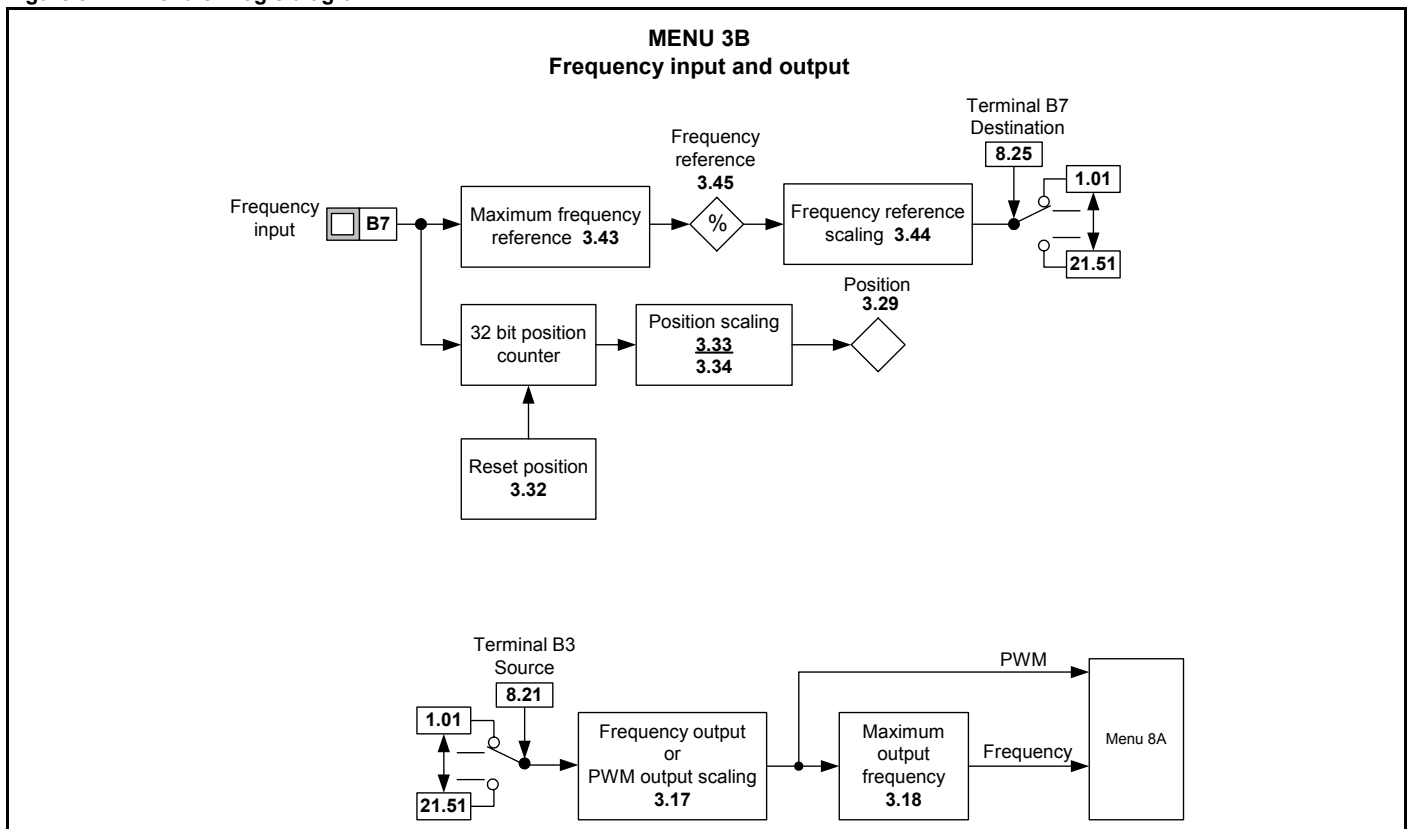 MENU 3B
Frequency input and output
Terminal B7
Destination
8.25
1.01
21.51
Frequency
reference
3.45
%
Frequency
input
B7
Maximum frequency
reference 3.43
Frequency reference
scaling 3.44
Position
3.29
32 bit position
counter
Position scaling
3.33
3.34
Reset position
3.32
Terminal B3
Source
8.21
1.01
21.51
Frequency output
or
PWM output scaling
3.17
PWM
Maximum
output
frequency
3.18
Frequency
Menu 8A